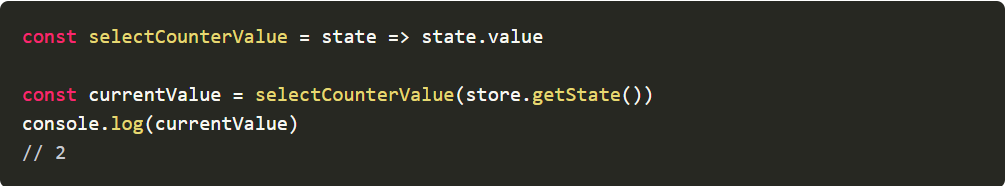 const selectCounterValue = state => state.value

const currentValue = selectCounterValue(store.getState())
console.log(currentValue)
// 2